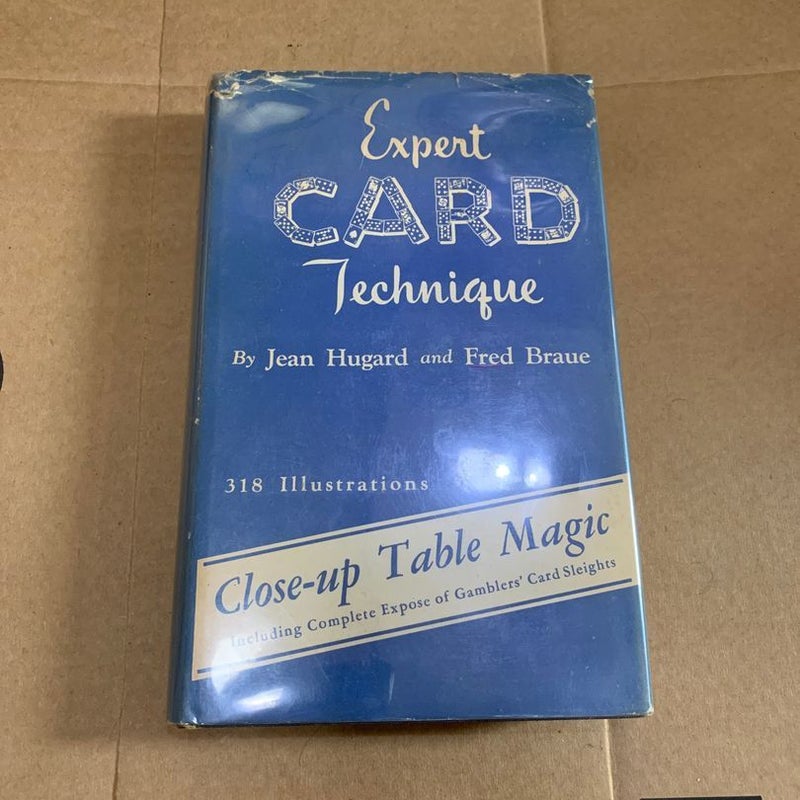 Expert
CARD
Technique
By Jean Hugard and Fred Braue
318 Illustrations
Close-up Table Magic
Including Complete Expose of Gamblers' Card Sleights